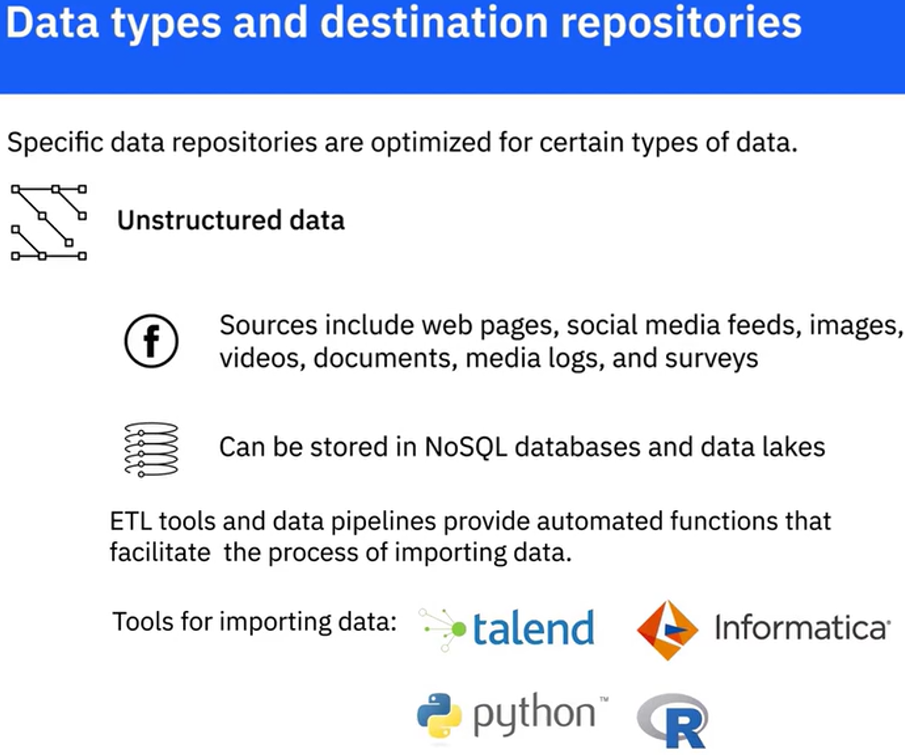 Data types and destination repositories
Specific data repositories are optimized for certain types of data.
Unstructured data
f
Sources include web pages, social media feeds, images,
videos, documents, media logs, and surveys
Can be stored in NoSQL databases and data lakes
ETL tools and data pipelines provide automated functions that
facilitate the process of importing data.
Tools for importing data:
talend
Informatica®
python™
R